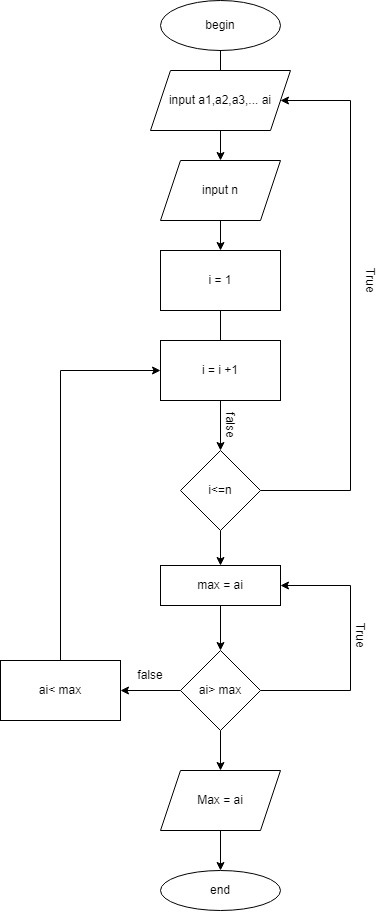 begin
input a1,a2,a3,... ai
input n
i = 1
True
i = i +1
false
i<=n
max = ai
True
false
ai< max
ai> max
Max = ai
end